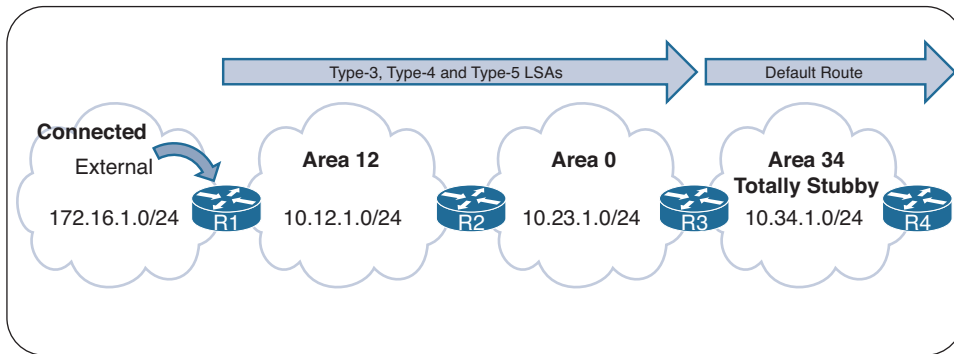 Type-3, Type-4 and Type-5 LSAs
Default Route
Connected
External
172.16.1.0/24
R1
Area 12
10.12.1.0/24
R2
Area 0
10.23.1.0/24
R3
Area 34
Totally Stubby
10.34.1.0/24
R4